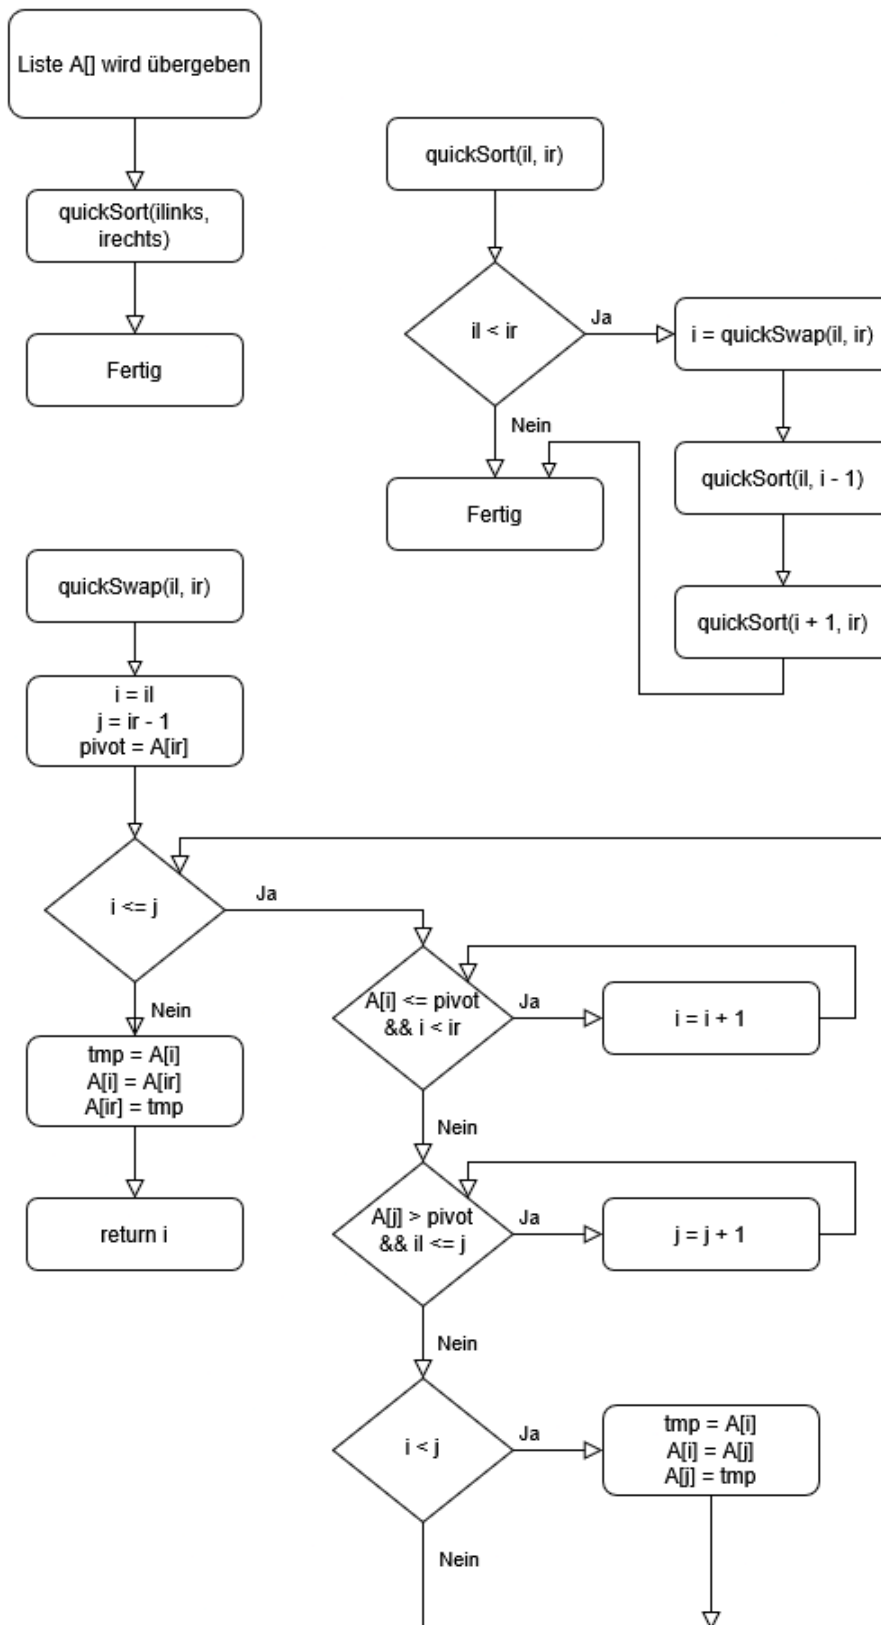 Liste A[] wird übergeben
quickSort(ilinks,
irechts)
Fertig
quickSort(il, ir)
il < ir
Ja
i = quickSwap(il, ir)
Nein
quickSort(il, i - 1)
Fertig
quickSort(i + 1, ir)
quickSwap(il, ir)
i = il
j = ir - 1
pivot = A[ir]
i <= j
Ja
Nein
tmp = A[i]
A[i] = A[ir]
A[ir] = tmp
return i
A[i] <= pivot
&& i < ir
Ja
i = i + 1
Nein
A[j] > pivot
&& il <= j
Ja
j = j + 1
Nein
i < j
Ja
tmp = A[i]
A[i] = A[j]
A[j] = tmp
Nein